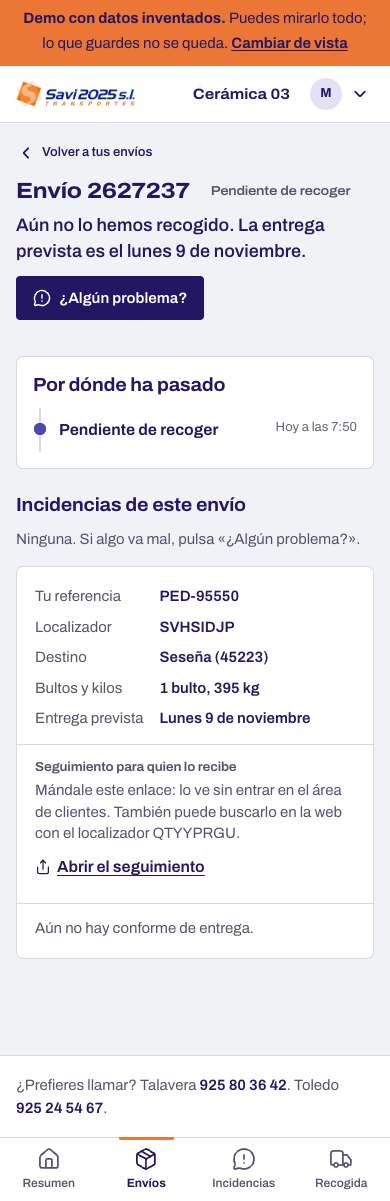 Demo con datos inventados. Puedes mirarlo todo;
lo que guardes no se queda. Cambiar de vista
Savi 2025 s.l.
TRANSPORTES
Cerámica 03
M
Volver a tus envíos
Envío 2627237
Pendiente de recoger
Aún no lo hemos recogido. La entrega
prevista es el lunes 9 de noviembre.
¿Algún problema?
Por dónde ha pasado
Pendiente de recoger
Hoy a las 7:50
Incidencias de este envío
Ninguna. Si algo va mal, pulsa «¿Algún problema?».
Tu referencia PED-95550
Localizador SVHSIDJP
Destino Seseña (45223)
Bultos y kilos 1 bulto, 395 kg
Entrega prevista Lunes 9 de noviembre
Seguimiento para quien lo recibe
Mándale este enlace: lo ve sin entrar en el área
de clientes. También puede buscarlo en la web
con el localizador QTYYPRGU.
Abrir el seguimiento
Aún no hay conforme de entrega.
¿Prefieres llamar? Talavera 925 80 36 42. Toledo
925 24 54 67.
Resumen
Envíos
Incidencias
Recogida